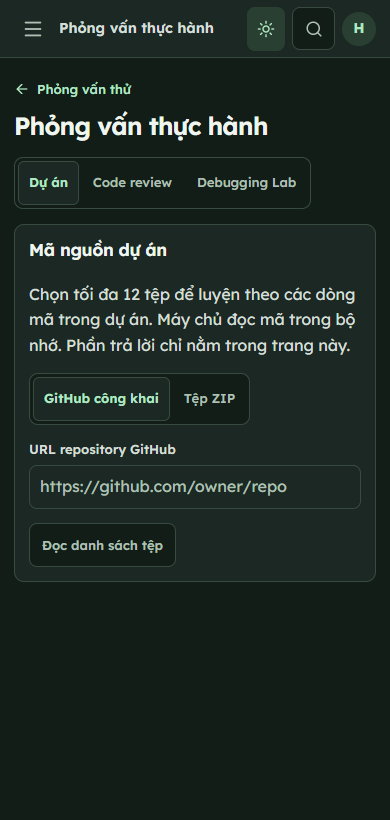 Phỏng vấn thực hành
H
← Phỏng vấn thử
Phỏng vấn thực hành
Dự án Code review Debugging Lab
Mã nguồn dự án
Chọn tối đa 12 tệp để luyện theo các dòng
mã trong dự án. Máy chủ đọc mã trong bộ
nhớ. Phần trả lời chỉ nằm trong trang này.
GitHub công khai Tệp ZIP
URL repository GitHub
https://github.com/owner/repo
Đọc danh sách tệp